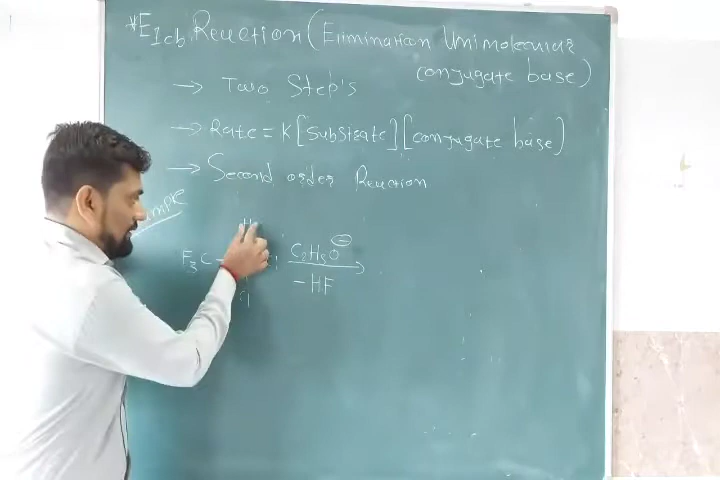 *E1cb Reaction (Elimination Unimolecular
conjugate base)
→ Two Step's
→ Rate = K[Substrate][conjugate base)
→ Second order Reaction
H
F3C – C2H5O⊖
– HF